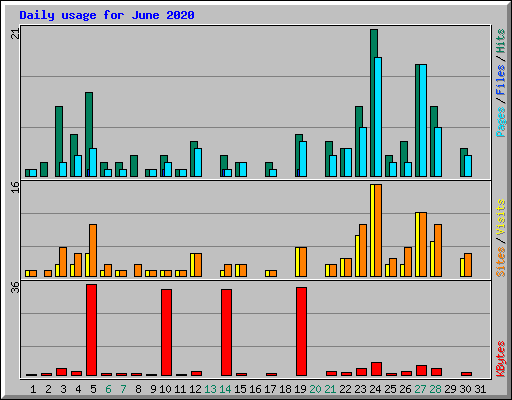 Daily usage for June 2020
21
Pages/Files/Hits
16
Sites/Visits
36
KBytes
1 2 3 4 5 6 7 8 9 10 11 12 13 14 15 16 17 18 19 20 21 22 23 24 25 26 27 28 29 30 31